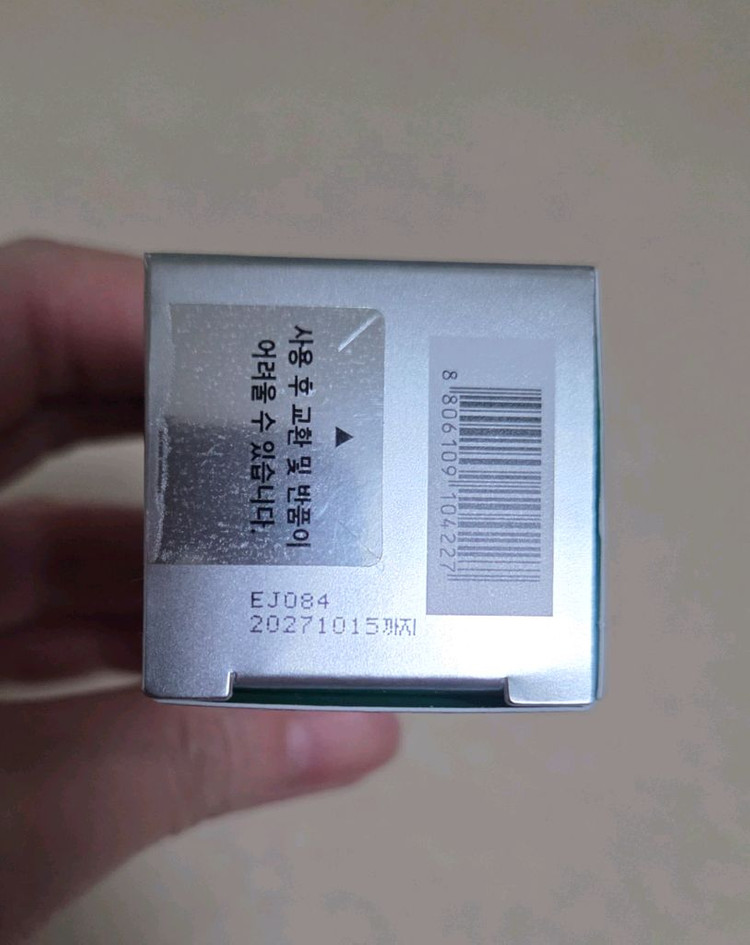 사용 후 교환 및 반품이
어려울 수 있습니다.
8 806109 104227
EJ084
20271015까지